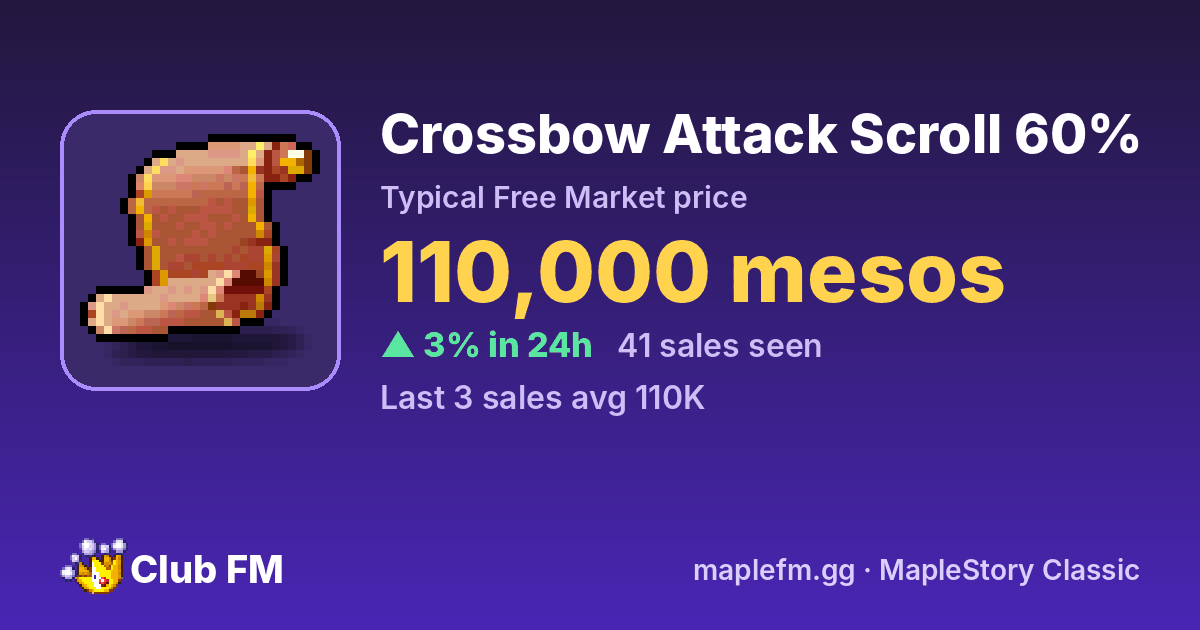 Crossbow Attack Scroll 60%
Typical Free Market price
110,000 mesos
▲ 3% in 24h 41 sales seen
Last 3 sales avg 110K
Club FM
maplefm.gg · MapleStory Classic